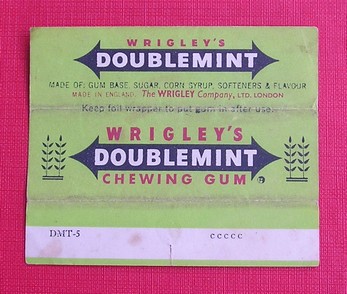 WRIGLEY'S
DOUBLEMINT
MADE OF: GUM BASE, SUGAR, CORN SYRUP, SOFTENERS & FLAVOUR
MADE IN ENGLAND. The WRIGLEY Company, LTD. LONDON
Keep foil wrapper to put gum in after use.
WRIGLEY'S
DOUBLEMINT
CHEWING GUM
DMT-5 ccccc